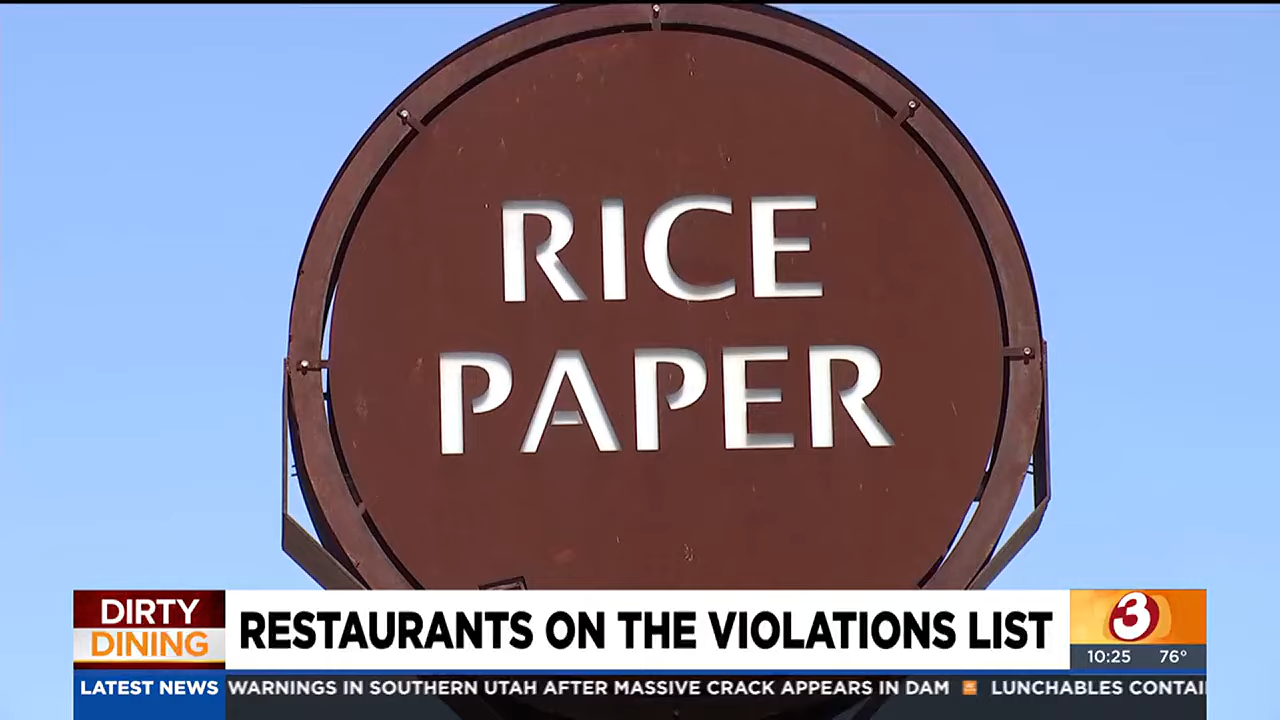 RICE
PAPER
DIRTY
DINING
RESTAURANTS ON THE VIOLATIONS LIST
3
10:25 76°
LATEST NEWS WARNINGS IN SOUTHERN UTAH AFTER MASSIVE CRACK APPEARS IN DAM LUNCHABLES CONTAI